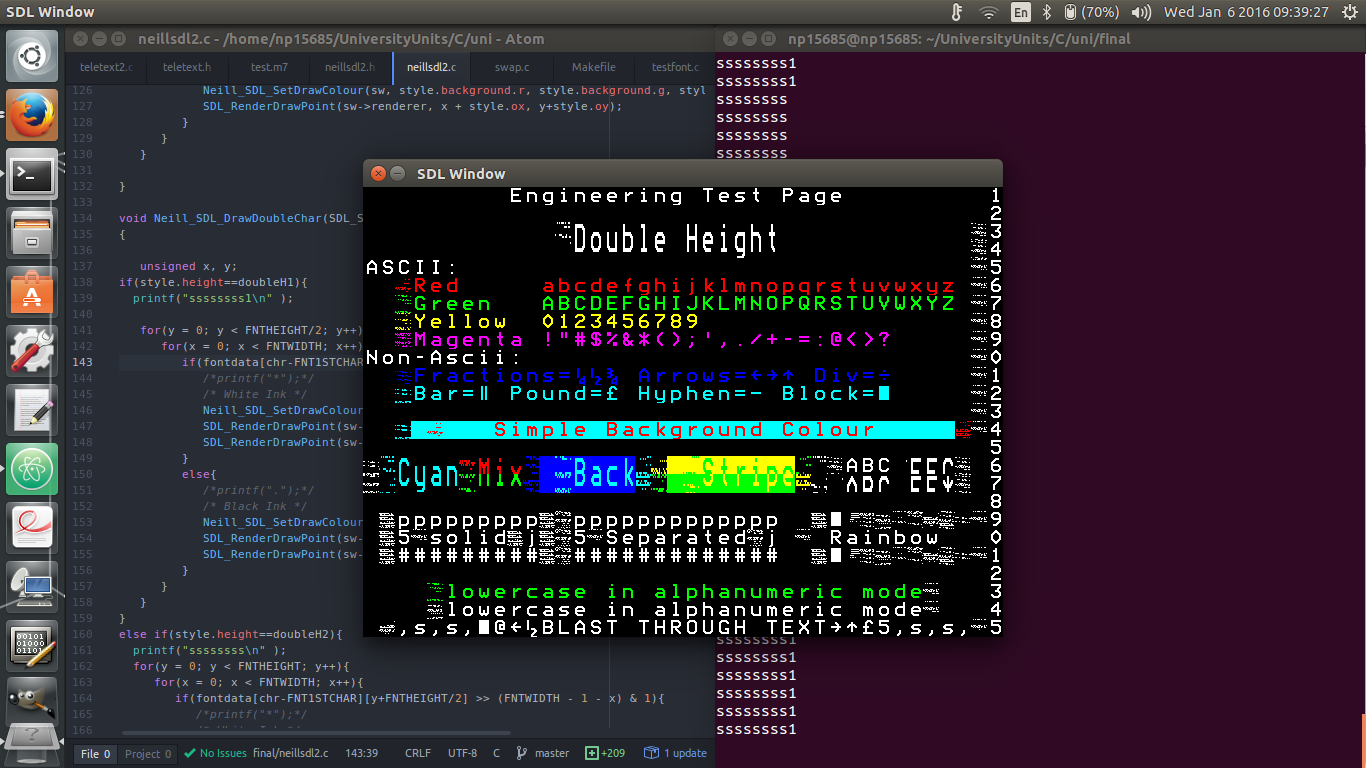 SDL Window
En
(70%)
Wed Jan 6 2016 09:39:27
neillsdl2.c - /home/np15685/UniversityUnits/C/uni - Atom
teletext2.c teletext.h test.m7 neillsdl2.h neillsdl2.c swap.c Makefile testfont.c
126 Neill_SDL_SetDrawColour(sw, style.background.r, style.background.g, styl
127 SDL_RenderDrawPoint(sw->renderer, x + style.ox, y+style.oy);
128 }
129 }
130 }
131
132 }
133
134 void Neill_SDL_DrawDoubleChar(SDL_S
135 {
136
137 unsigned x, y;
138 if(style.height==doubleH1){
139 printf("ssssssss1\n" );
140
141 for(y = 0; y < FNTHEIGHT/2; y++)
142 for(x = 0; x < FNTWIDTH; x++)
143 if(fontdata[chr-FNT1STCHAR
144 /*printf("*");*/
145 /* White Ink */
146 Neill_SDL_SetDrawColour
147 SDL_RenderDrawPoint(sw-
148 SDL_RenderDrawPoint(sw-
149 }
150 else{
151 /*printf(".");*/
152 /* Black Ink */
153 Neill_SDL_SetDrawColour
154 SDL_RenderDrawPoint(sw-
155 SDL_RenderDrawPoint(sw-
156 }
157 }
158 }
159 }
160 else if(style.height==doubleH2){
161 printf("ssssssss\n" );
162 for(y = 0; y < FNTHEIGHT; y++){
163 for(x = 0; x < FNTWIDTH; x++){
164 if(fontdata[chr-FNT1STCHAR][y+FNTHEIGHT/2] >> (FNTWIDTH - 1 - x) & 1){
165 /*printf("*");*/
166
File 0 Project 0 No Issues final/neillsdl2.c 143:39 CRLF UTF-8 C master +209 1 update
np15685@np15685: ~/UniversityUnits/C/uni/final
ssssssss1
ssssssss1
ssssssss
ssssssss
ssssssss
ssssssss
SDL Window
Engineering Test Page 1
2
Double Height 3
4
ASCII: 5
Red abcdefghijklmnopqrstuvwxyz 6
Green ABCDEFGHIJKLMNOPQRSTUVWXYZ 7
Yellow 0123456789 8
Magenta !"#$%&*();',./+-=:@<>? 9
Non-Ascii: 0
Fractions=¼½¾ Arrows=←→↑ Div=÷ 1
Bar=‖ Pound=£ Hyphen=- Block=█ 2
3
Simple Background Colour 4
5
Cyan Mix Back Stripe ABC 6
7
8
pppppppppp ppppppppppppp 9
5-solid j 5-Separated j Rainbow 0
########## ############# 1
2
lowercase in alphanumeric mode 3
lowercase in alphanumeric mode 4
,s,s,█@←½BLAST THROUGH TEXT→↑£5,s,s, 5
ssssssss1
ssssssss1
ssssssss1
ssssssss1
ssssssss1